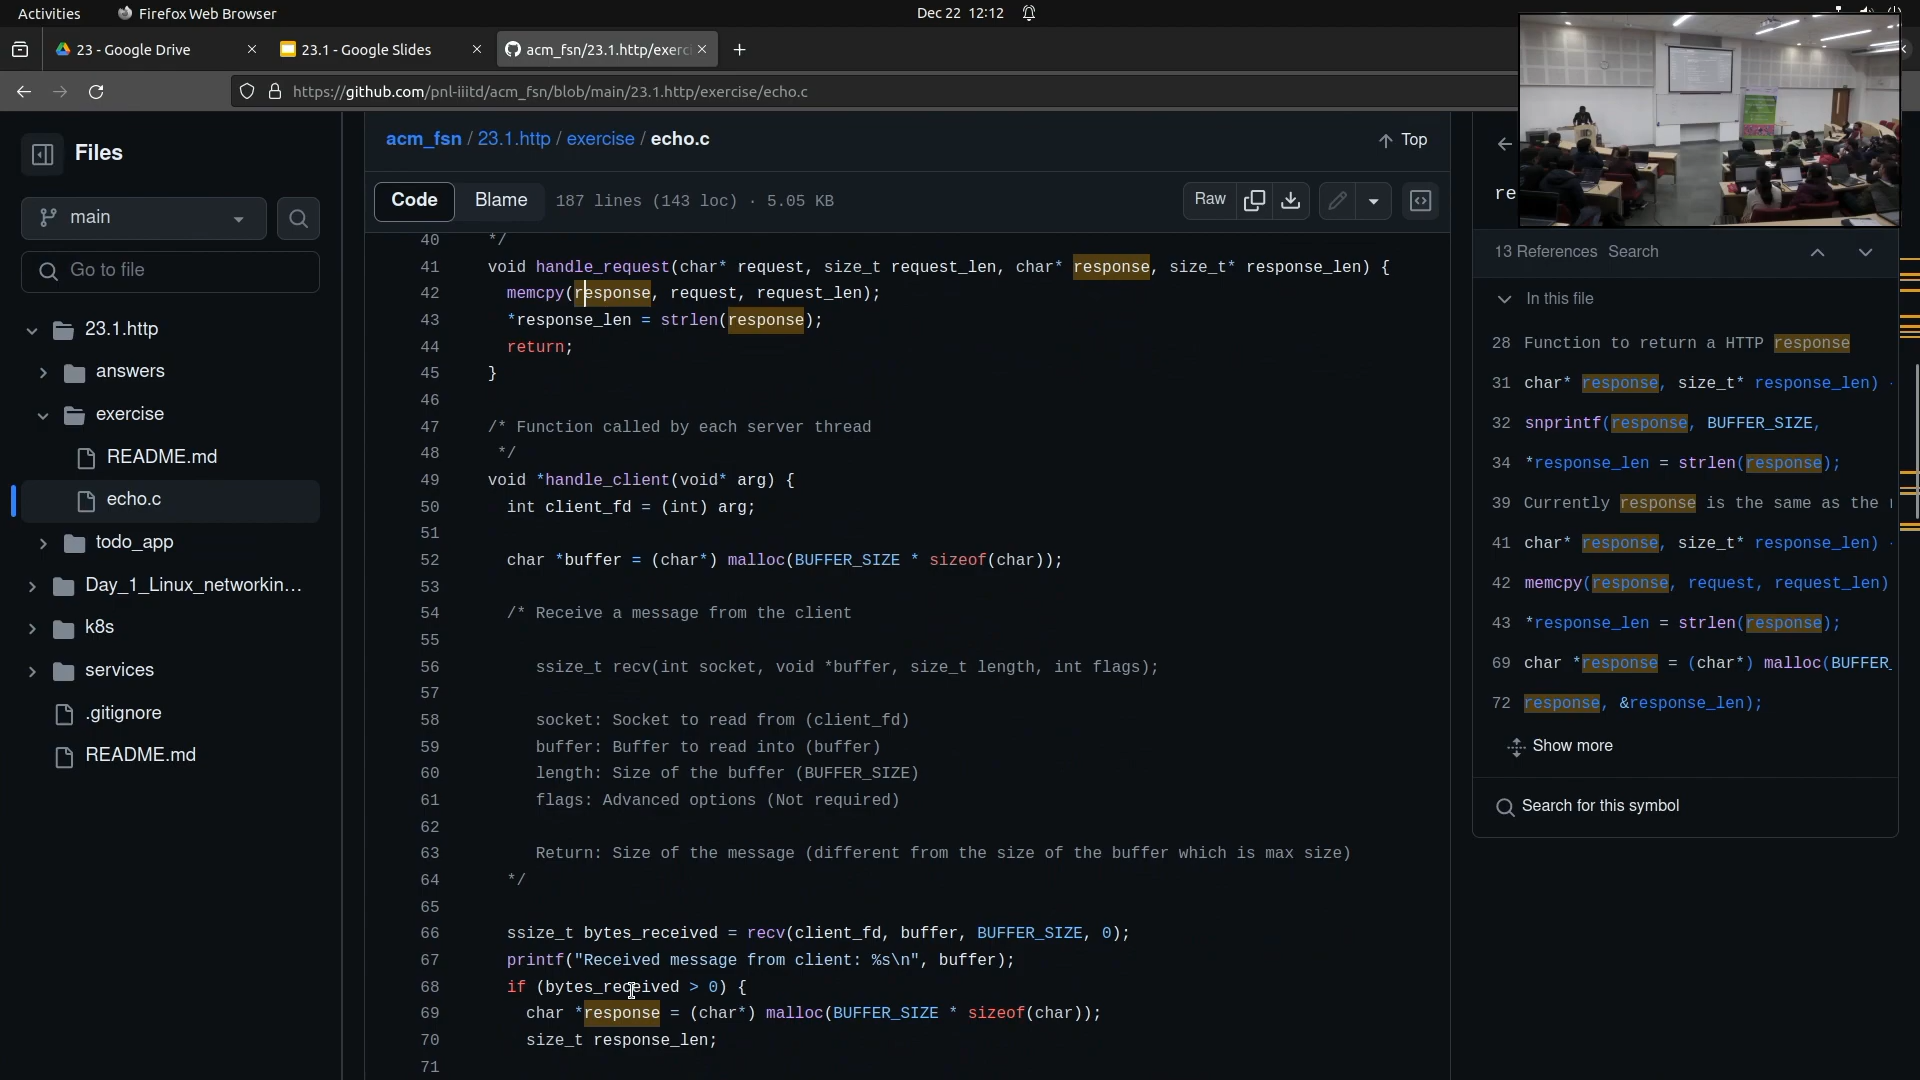 Activities
Firefox Web Browser
Dec 22 12:12
23 - Google Drive
23.1 - Google Slides
acm_fsn/23.1.http/exerci
https://github.com/pnl-iiitd/acm_fsn/blob/main/23.1.http/exercise/echo.c
Files
main
Go to file
23.1.http
answers
exercise
README.md
echo.c
todo_app
Day_1_Linux_networkin...
k8s
services
.gitignore
README.md
acm_fsn / 23.1.http / exercise / echo.c
Top
Code Blame 187 lines (143 loc) · 5.05 KB
Raw
40 */
41 void handle_request(char* request, size_t request_len, char* response, size_t* response_len) {
42 memcpy(response, request, request_len);
43 *response_len = strlen(response);
44 return;
45 }
46
47 /* Function called by each server thread
48 */
49 void *handle_client(void* arg) {
50 int client_fd = (int) arg;
51
52 char *buffer = (char*) malloc(BUFFER_SIZE * sizeof(char));
53
54 /* Receive a message from the client
55
56 ssize_t recv(int socket, void *buffer, size_t length, int flags);
57
58 socket: Socket to read from (client_fd)
59 buffer: Buffer to read into (buffer)
60 length: Size of the buffer (BUFFER_SIZE)
61 flags: Advanced options (Not required)
62
63 Return: Size of the message (different from the size of the buffer which is max size)
64 */
65
66 ssize_t bytes_received = recv(client_fd, buffer, BUFFER_SIZE, 0);
67 printf("Received message from client: %s\n", buffer);
68 if (bytes_received > 0) {
69 char *response = (char*) malloc(BUFFER_SIZE * sizeof(char));
70 size_t response_len;
71
re
13 References Search
In this file
28 Function to return a HTTP response
31 char* response, size_t* response_len)
32 snprintf(response, BUFFER_SIZE,
34 *response_len = strlen(response);
39 Currently response is the same as the
41 char* response, size_t* response_len)
42 memcpy(response, request, request_len)
43 *response_len = strlen(response);
69 char *response = (char*) malloc(BUFFER_
72 response, &response_len);
Show more
Search for this symbol